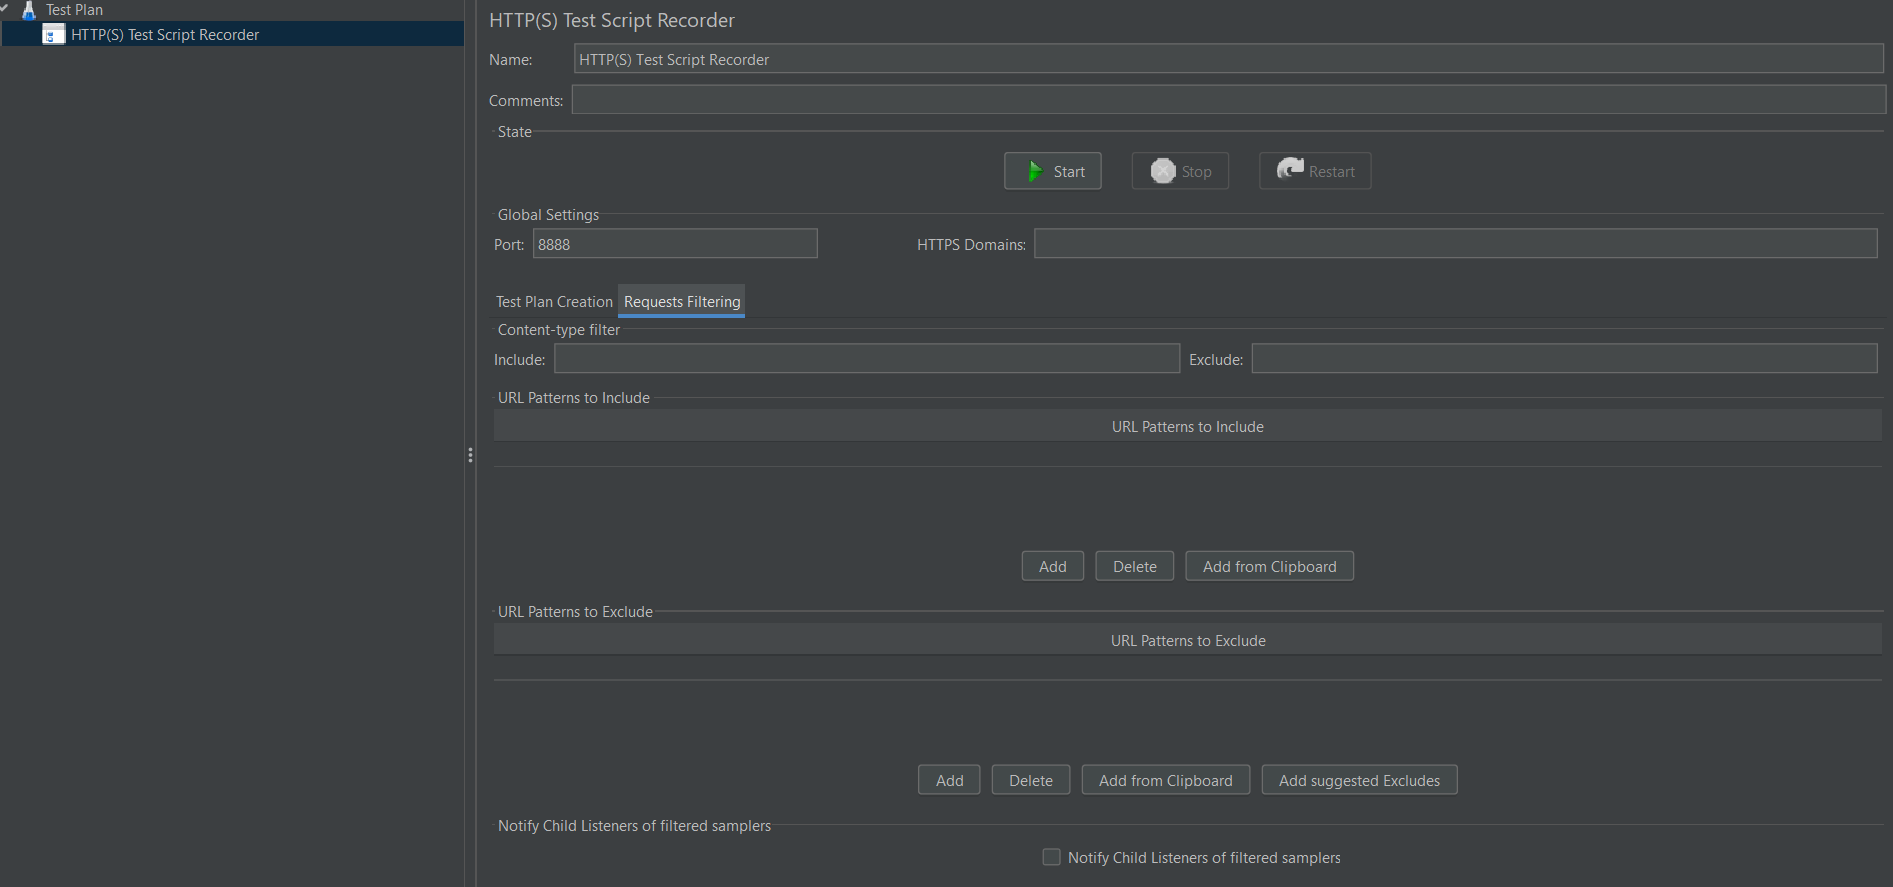 Test Plan
HTTP(S) Test Script Recorder
HTTP(S) Test Script Recorder
Name: HTTP(S) Test Script Recorder
Comments:
State
Start Stop Restart
Global Settings
Port: 8888 HTTPS Domains:
Test Plan Creation Requests Filtering
Content-type filter
Include: Exclude:
URL Patterns to Include
URL Patterns to Include
Add Delete Add from Clipboard
URL Patterns to Exclude
URL Patterns to Exclude
Add Delete Add from Clipboard Add suggested Excludes
Notify Child Listeners of filtered samplers
Notify Child Listeners of filtered samplers